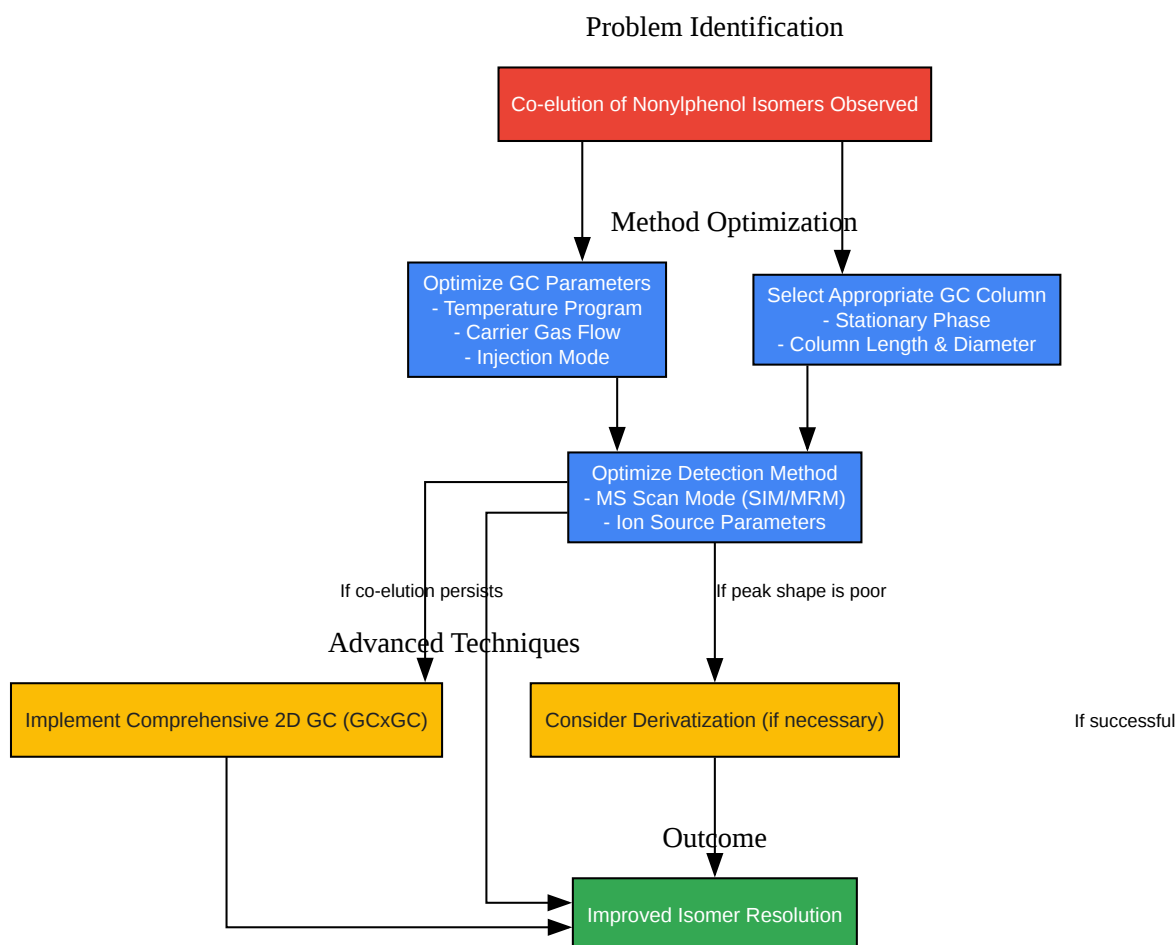 Problem Identification
Co-elution of Nonylphenol Isomers Observed
Method Optimization
Optimize GC Parameters
- Temperature Program
- Carrier Gas Flow
- Injection Mode
Select Appropriate GC Column
- Stationary Phase
- Column Length & Diameter
Optimize Detection Method
- MS Scan Mode (SIM/MRM)
- Ion Source Parameters
If co-elution persists
If peak shape is poor
Advanced Techniques
Implement Comprehensive 2D GC (GCxGC)
Consider Derivatization (if necessary)
If successful
Outcome
Improved Isomer Resolution